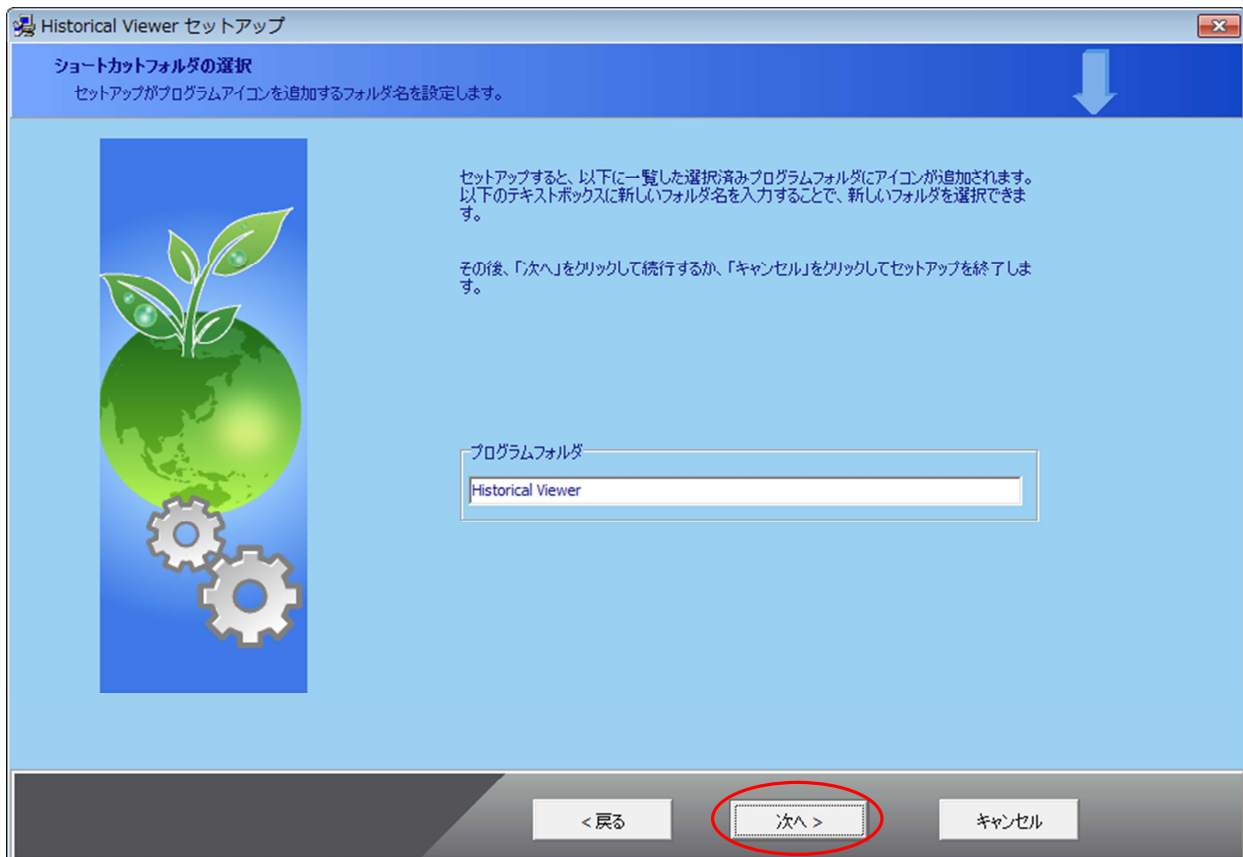 Historical Viewer セットアップ
ショートカットフォルダの選択
セットアップがプログラムアイコンを追加するフォルダ名を設定します。
セットアップすると、以下に一覧した選択済みプログラムフォルダにアイコンが追加されます。
以下のテキストボックスに新しいフォルダ名を入力することで、新しいフォルダを選択できま
す。
その後、「次へ」をクリックして続行するか、「キャンセル」をクリックしてセットアップを終了しま
す。
プログラムフォルダ
Historical Viewer
< 戻る
次へ >
キャンセル